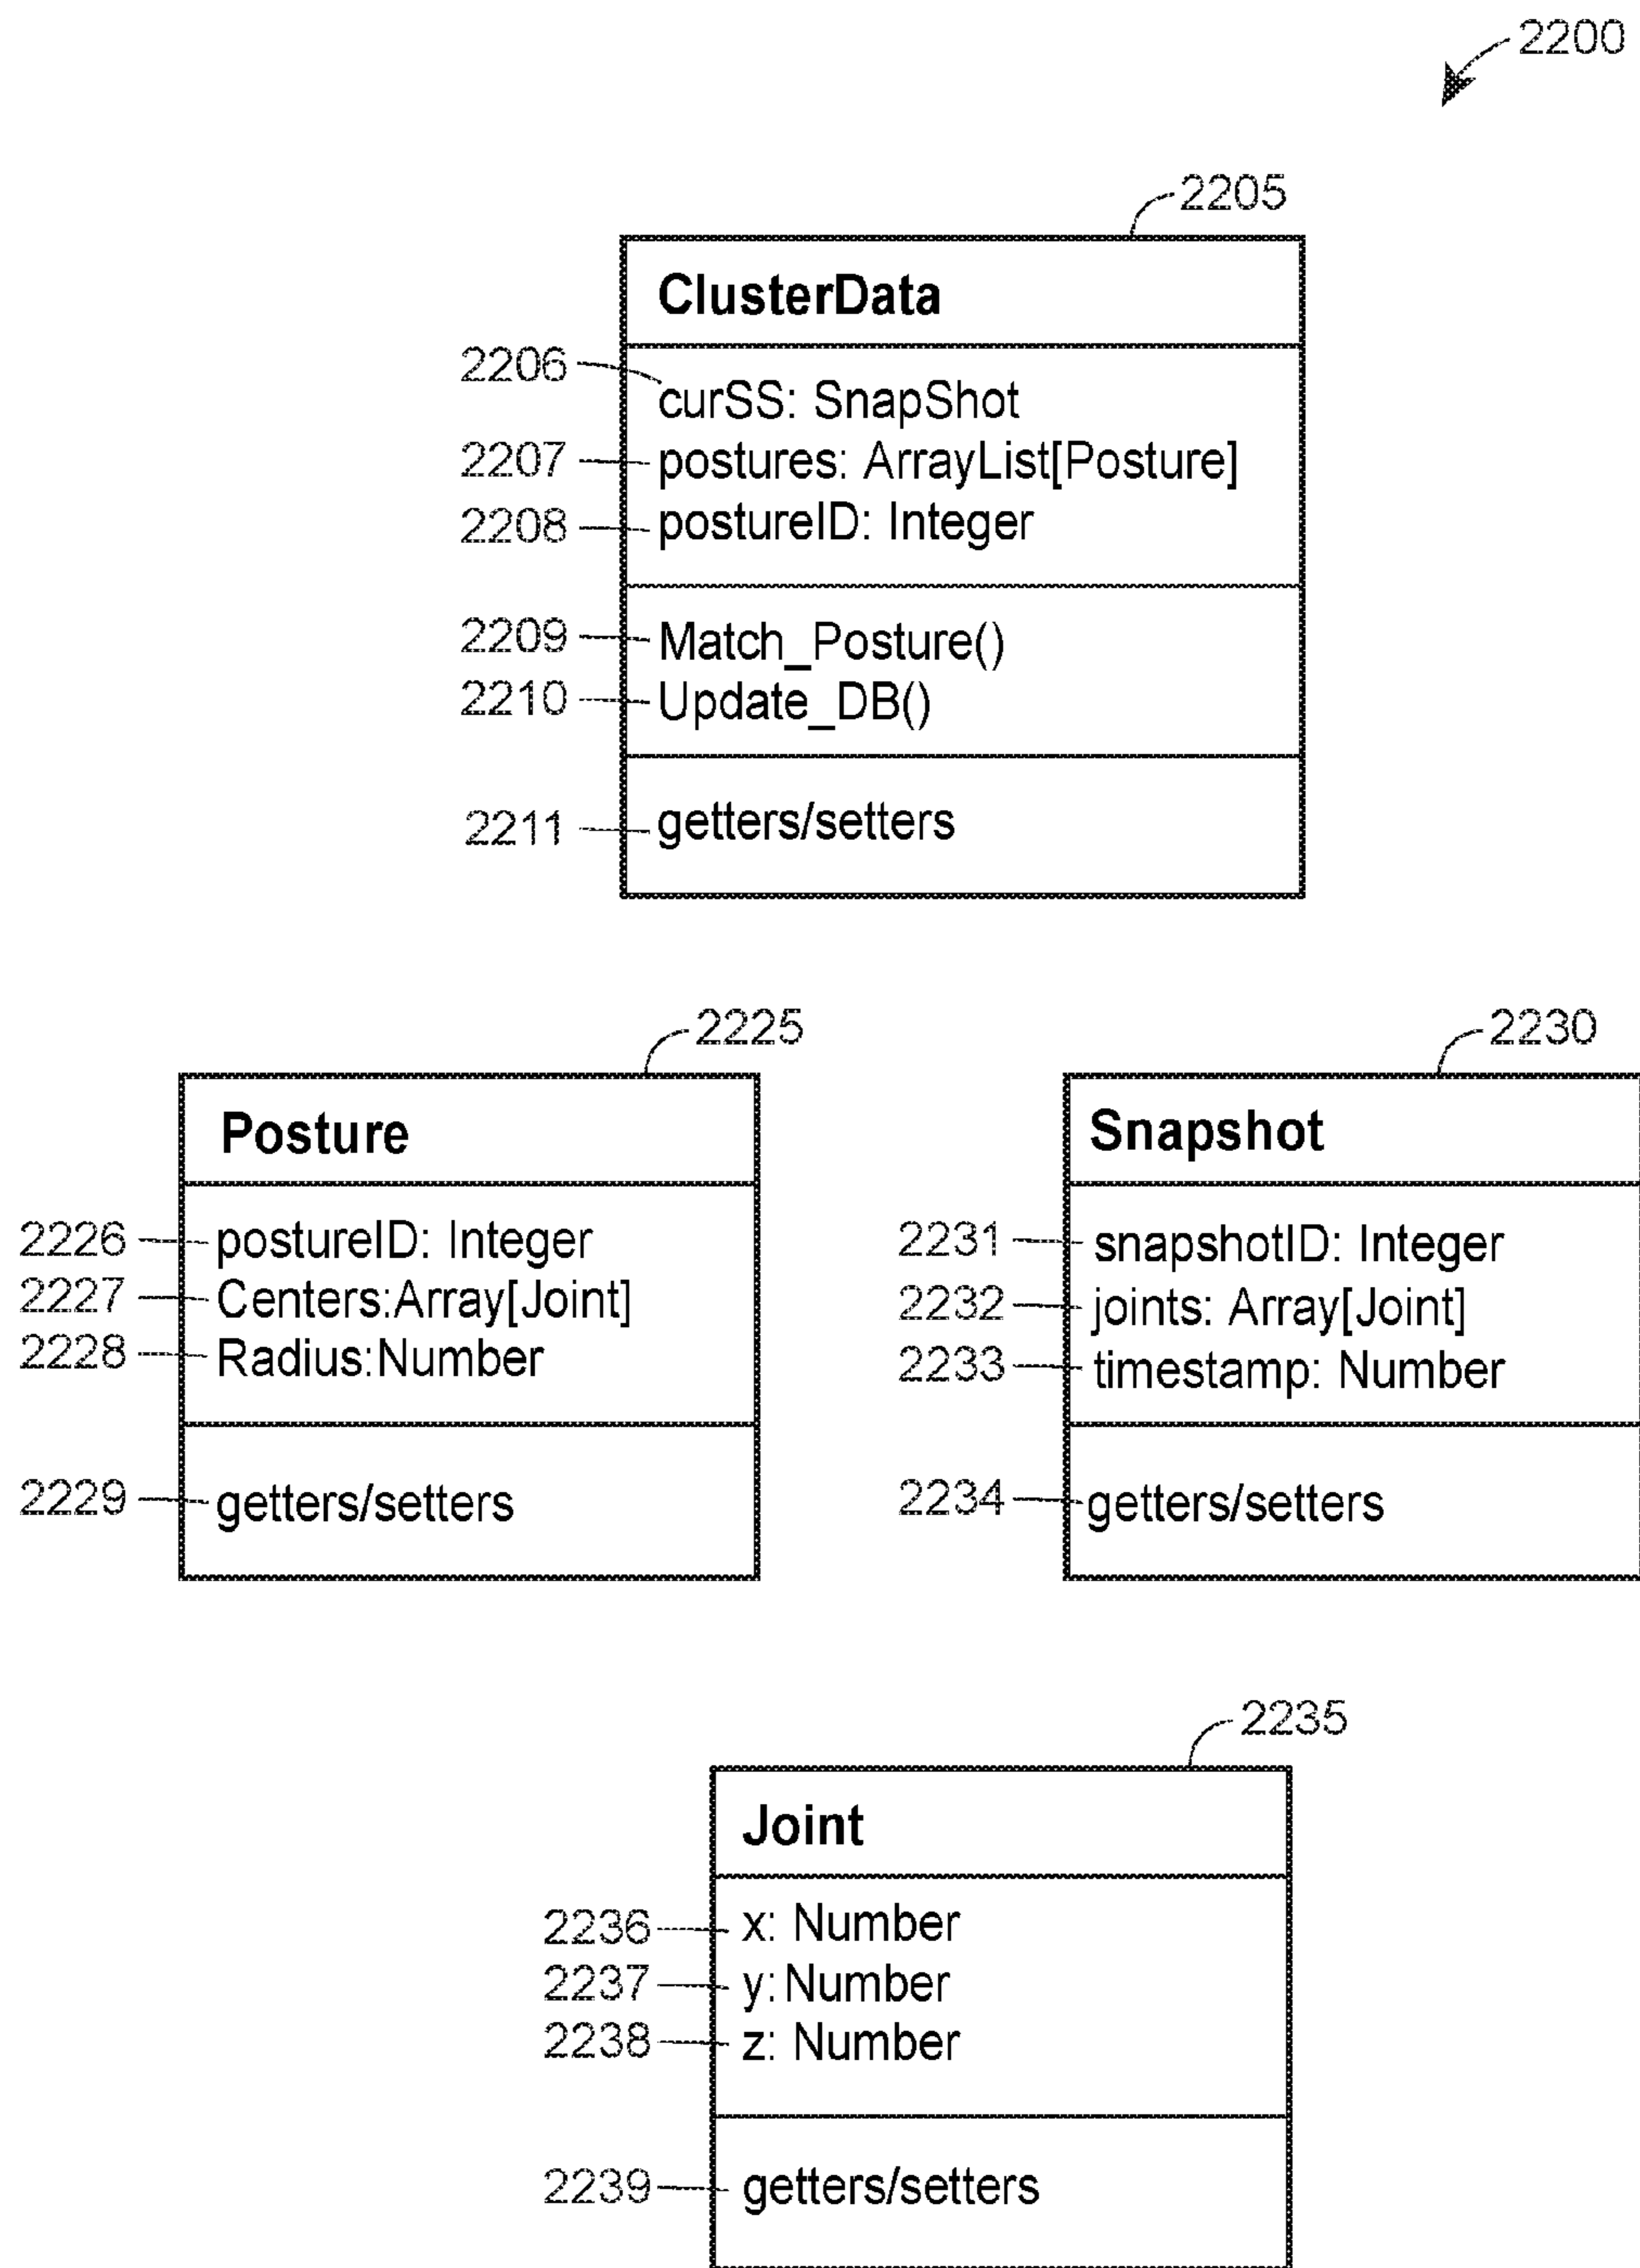 2200
2205
ClusterData
2206 curSS: SnapShot
2207 postures: ArrayList[Posture]
2208 postureID: Integer
2209 Match_Posture()
2210 Update_DB()
2211 getters/setters
2225
Posture
2226 postureID: Integer
2227 Centers:Array[Joint]
2228 Radius:Number
2229 getters/setters
2230
Snapshot
2231 snapshotID: Integer
2232 joints: Array[Joint]
2233 timestamp: Number
2234 getters/setters
2235
Joint
2236 x: Number
2237 y:Number
2238 z: Number
2239 getters/setters